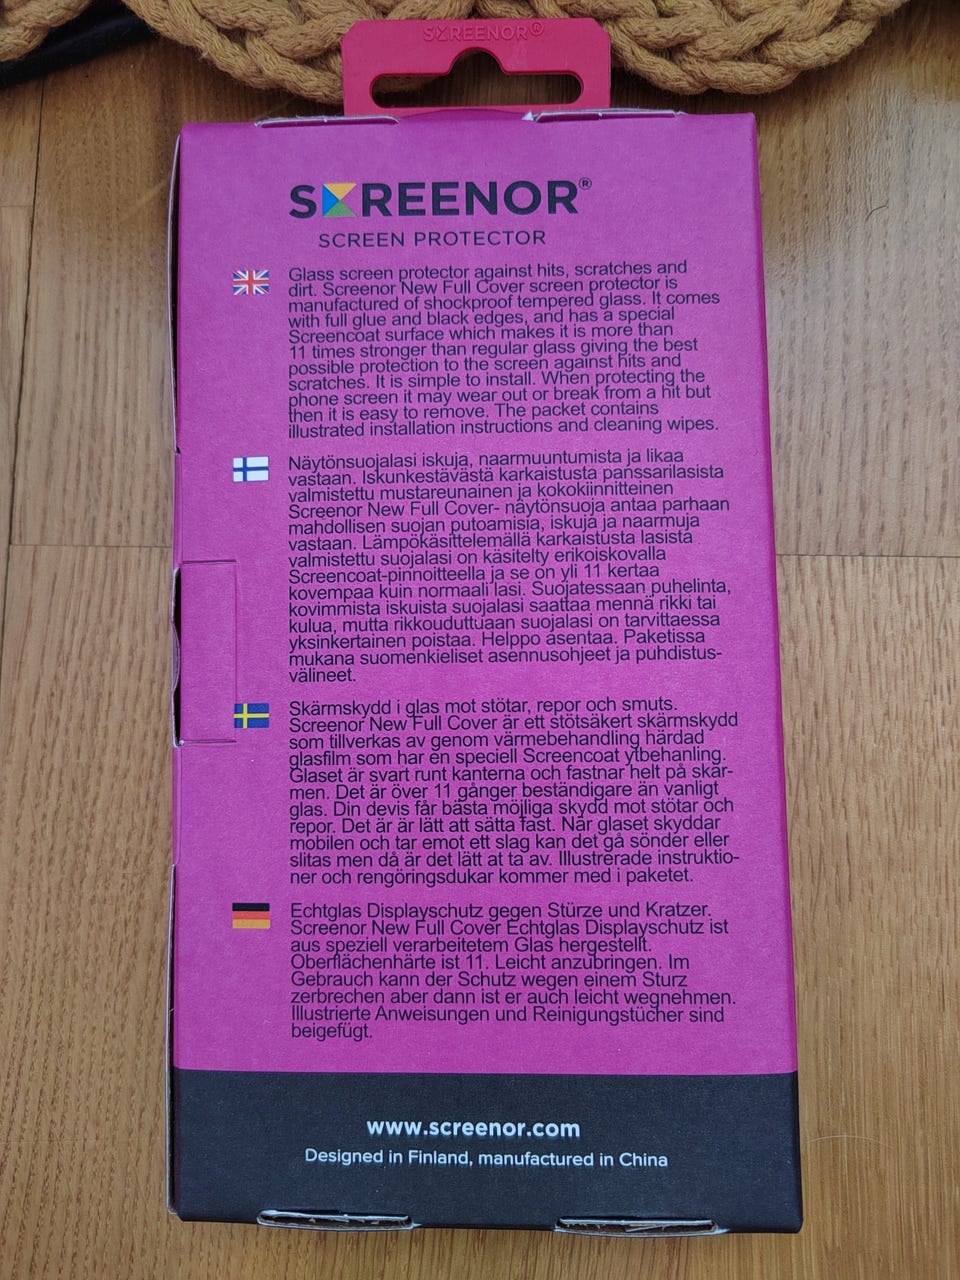 SCREENOR®
SCREENOR®
SCREEN PROTECTOR
Glass screen protector against hits, scratches and
dirt. Screenor New Full Cover screen protector is
manufactured of shockproof tempered glass. It comes
with full glue and black edges, and has a special
Screencoat surface which makes it is more than
11 times stronger than regular glass giving the best
possible protection to the screen against hits and
scratches. It is simple to install. When protecting the
phone screen it may wear out or break from a hit but
then it is easy to remove. The packet contains
illustrated installation instructions and cleaning wipes.
Näytönsuojalasi iskuja, naarmuuntumista ja likaa
vastaan. Iskunkestävästä karkaistusta panssarilasista
valmistettu mustareunainen ja kokokiinnitteinen
Screenor New Full Cover- näytönsuoja antaa parhaan
mahdollisen suojan putoamisia, iskuja ja naarmuja
vastaan. Lämpökäsittelemällä karkaistusta lasista
valmistettu suojalasi on käsitelty erikoiskovalla
Screencoat-pinnoitteella ja se on yli 11 kertaa
kovempaa kuin normaali lasi. Suojatessaan puhelinta,
kovimmista iskuista suojalasi saattaa mennä rikki tai
kulua, mutta rikkouduttuaan suojalasi on tarvittaessa
yksinkertainen poistaa. Helppo asentaa. Paketissa
mukana suomenkieliset asennusohjeet ja puhdistus-
välineet.
Skärmskydd i glas mot stötar, repor och smuts.
Screenor New Full Cover är ett stötsäkert skärmskydd
som tillverkas av genom värmebehandling härdad
glasfilm som har en speciell Screencoat ytbehanling.
Glaset är svart runt kanterna och fastnar helt på skär-
men. Det är över 11 gånger beständigare än vanligt
glas. Din devis får bästa möjliga skydd mot stötar och
repor. Det är är lätt att sätta fast. När glaset skyddar
mobilen och tar emot ett slag kan det gå sönder eller
slitas men då är det lätt at ta av. Illustrerade instruktio-
ner och rengöringsdukar kommer med i paketet.
Echtglas Displayschutz gegen Stürze und Kratzer.
Screenor New Full Cover Echtglas Displayschutz ist
aus speziell verarbeitetem Glas hergestellt.
Oberflächenhärte ist 11. Leicht anzubringen. Im
Gebrauch kann der Schutz wegen einem Sturz
zerbrechen aber dann ist er auch leicht wegnehmen.
Illustrierte Anweisungen und Reinigungstücher sind
beigefügt.
www.screenor.com
Designed in Finland, manufactured in China